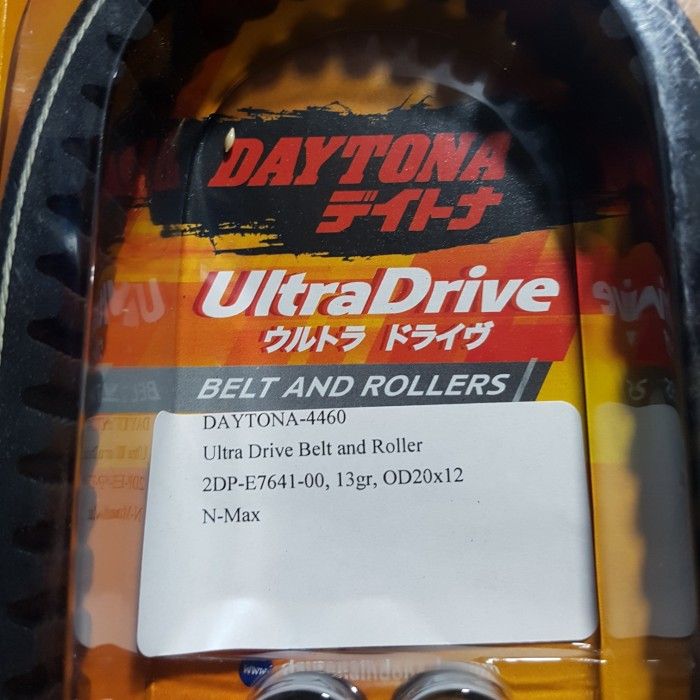 DAYTONA
デイトナ
UltraDrive
ウルトラ ドライヴ
BELT AND ROLLERS
DAYTONA-4460
Ultra Drive Belt and Roller
2DP-E7641-00, 13gr, OD20x12
N-Max
www